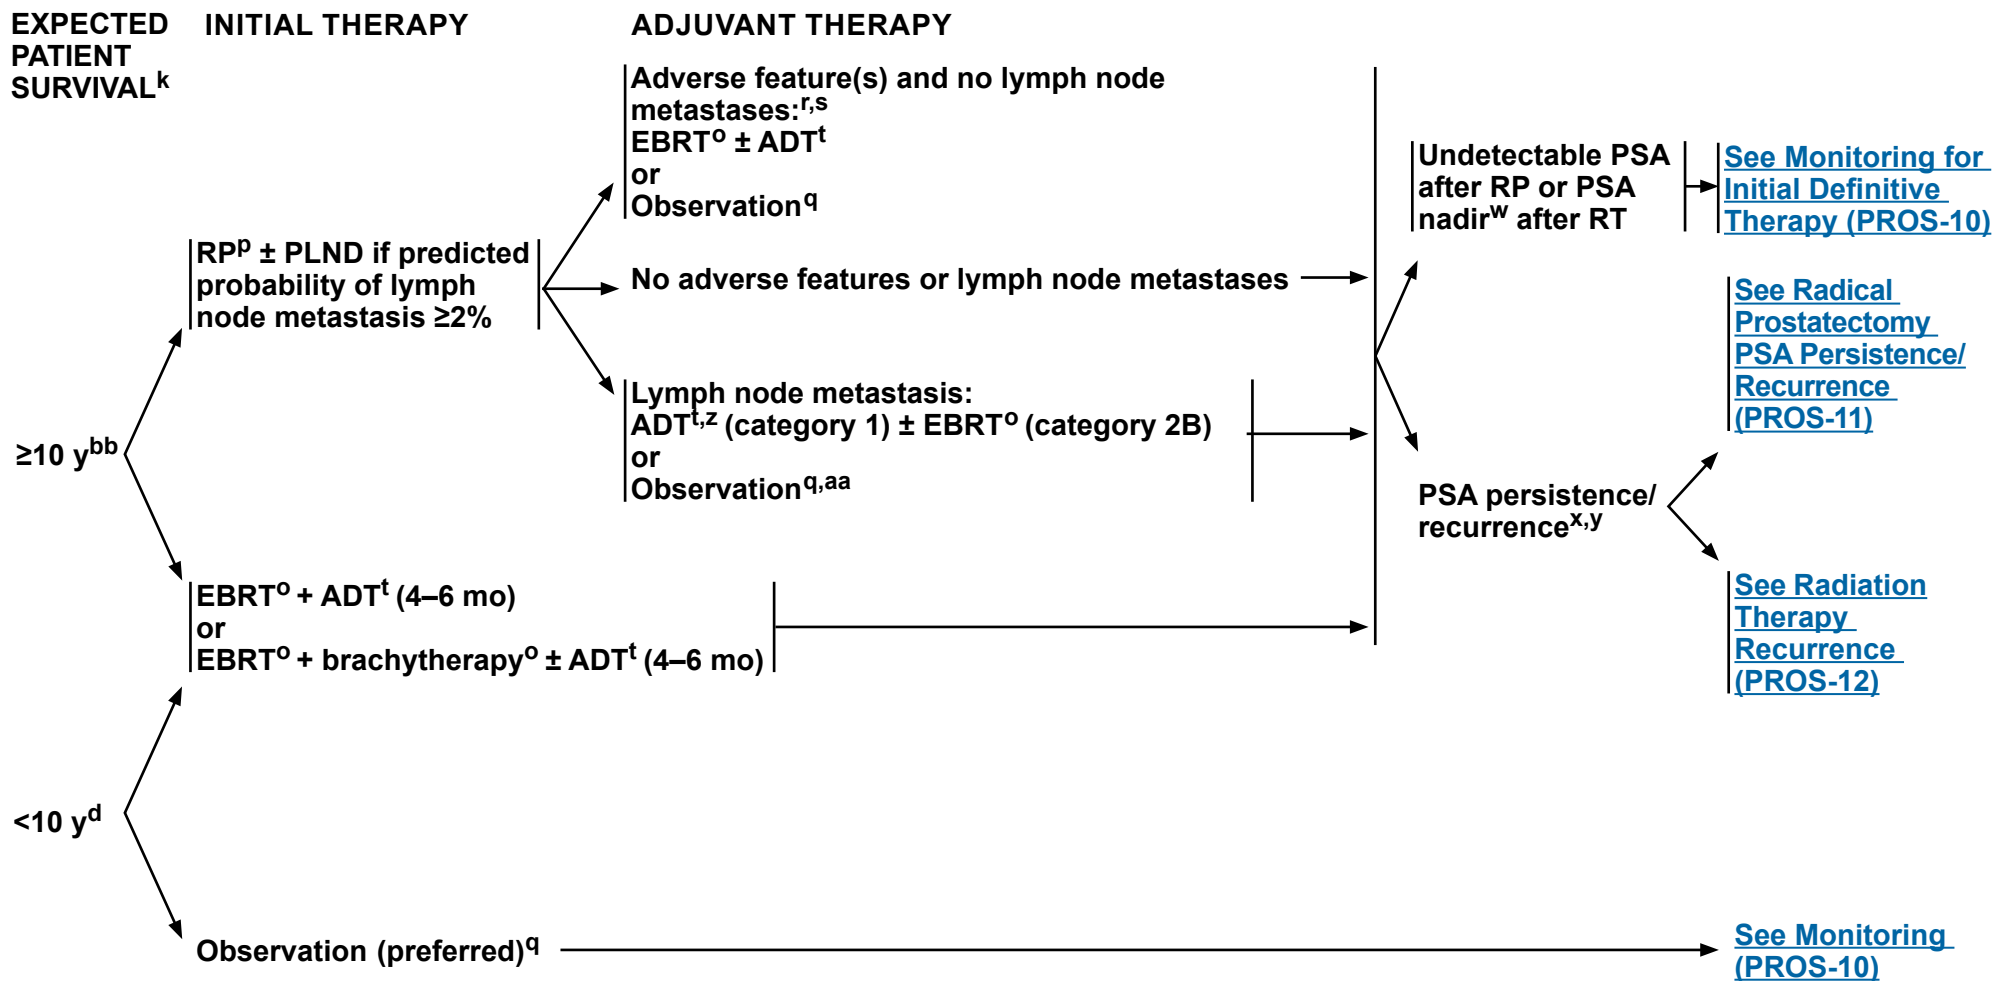 EXPECTED
PATIENT
SURVIVALk
INITIAL THERAPY
ADJUVANT THERAPY
Adverse feature(s) and no lymph node
metastases:r,s
EBRTo ± ADTt
or
Observationq
RPp ± PLND if predicted
probability of lymph
node metastasis ≥2%
No adverse features or lymph node metastases
Lymph node metastasis:
ADTt,z (category 1) ± EBRTo (category 2B)
or
Observationq,aa
≥10 ybb
EBRTo + ADTt (4–6 mo)
or
EBRTo + brachytherapyo ± ADTt (4–6 mo)
<10 yd
Observation (preferred)q
Undetectable PSA
after RP or PSA
nadirw after RT
See Monitoring for
Initial Definitive
Therapy (PROS-10)
PSA persistence/
recurrencex,y
See Radical
Prostatectomy
PSA Persistence/
Recurrence
(PROS-11)
See Radiation
Therapy
Recurrence
(PROS-12)
See Monitoring
(PROS-10)